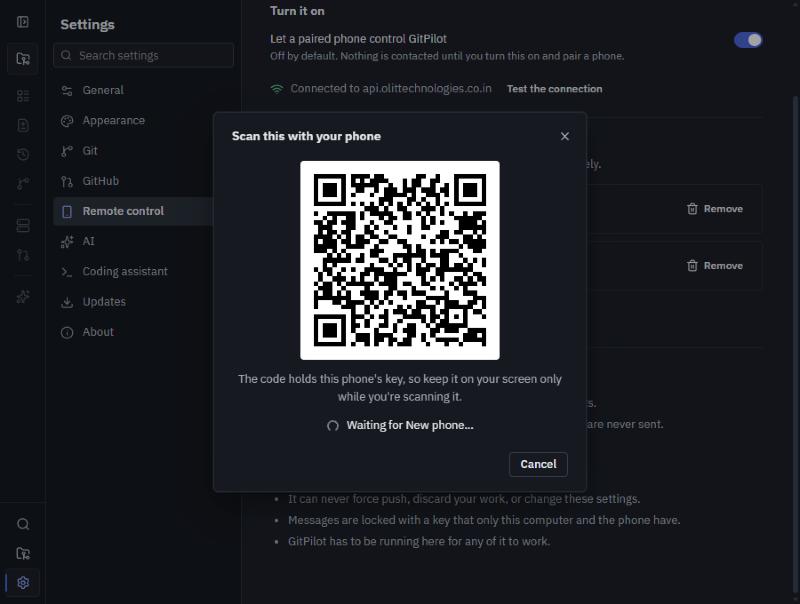 Settings
Search settings
General
Appearance
Git
GitHub
Remote control
AI
Coding assistant
Updates
About
Turn it on
Let a paired phone control GitPilot
Off by default. Nothing is contacted until you turn this on and pair a phone.
Connected to api.olittechnologies.co.in
Test the connection
Remove
Remove
Scan this with your phone
The code holds this phone's key, so keep it on your screen only
while you're scanning it.
Waiting for New phone...
Cancel
are never sent.
It can never force push, discard your work, or change these settings.
Messages are locked with a key that only this computer and the phone have.
GitPilot has to be running here for any of it to work.